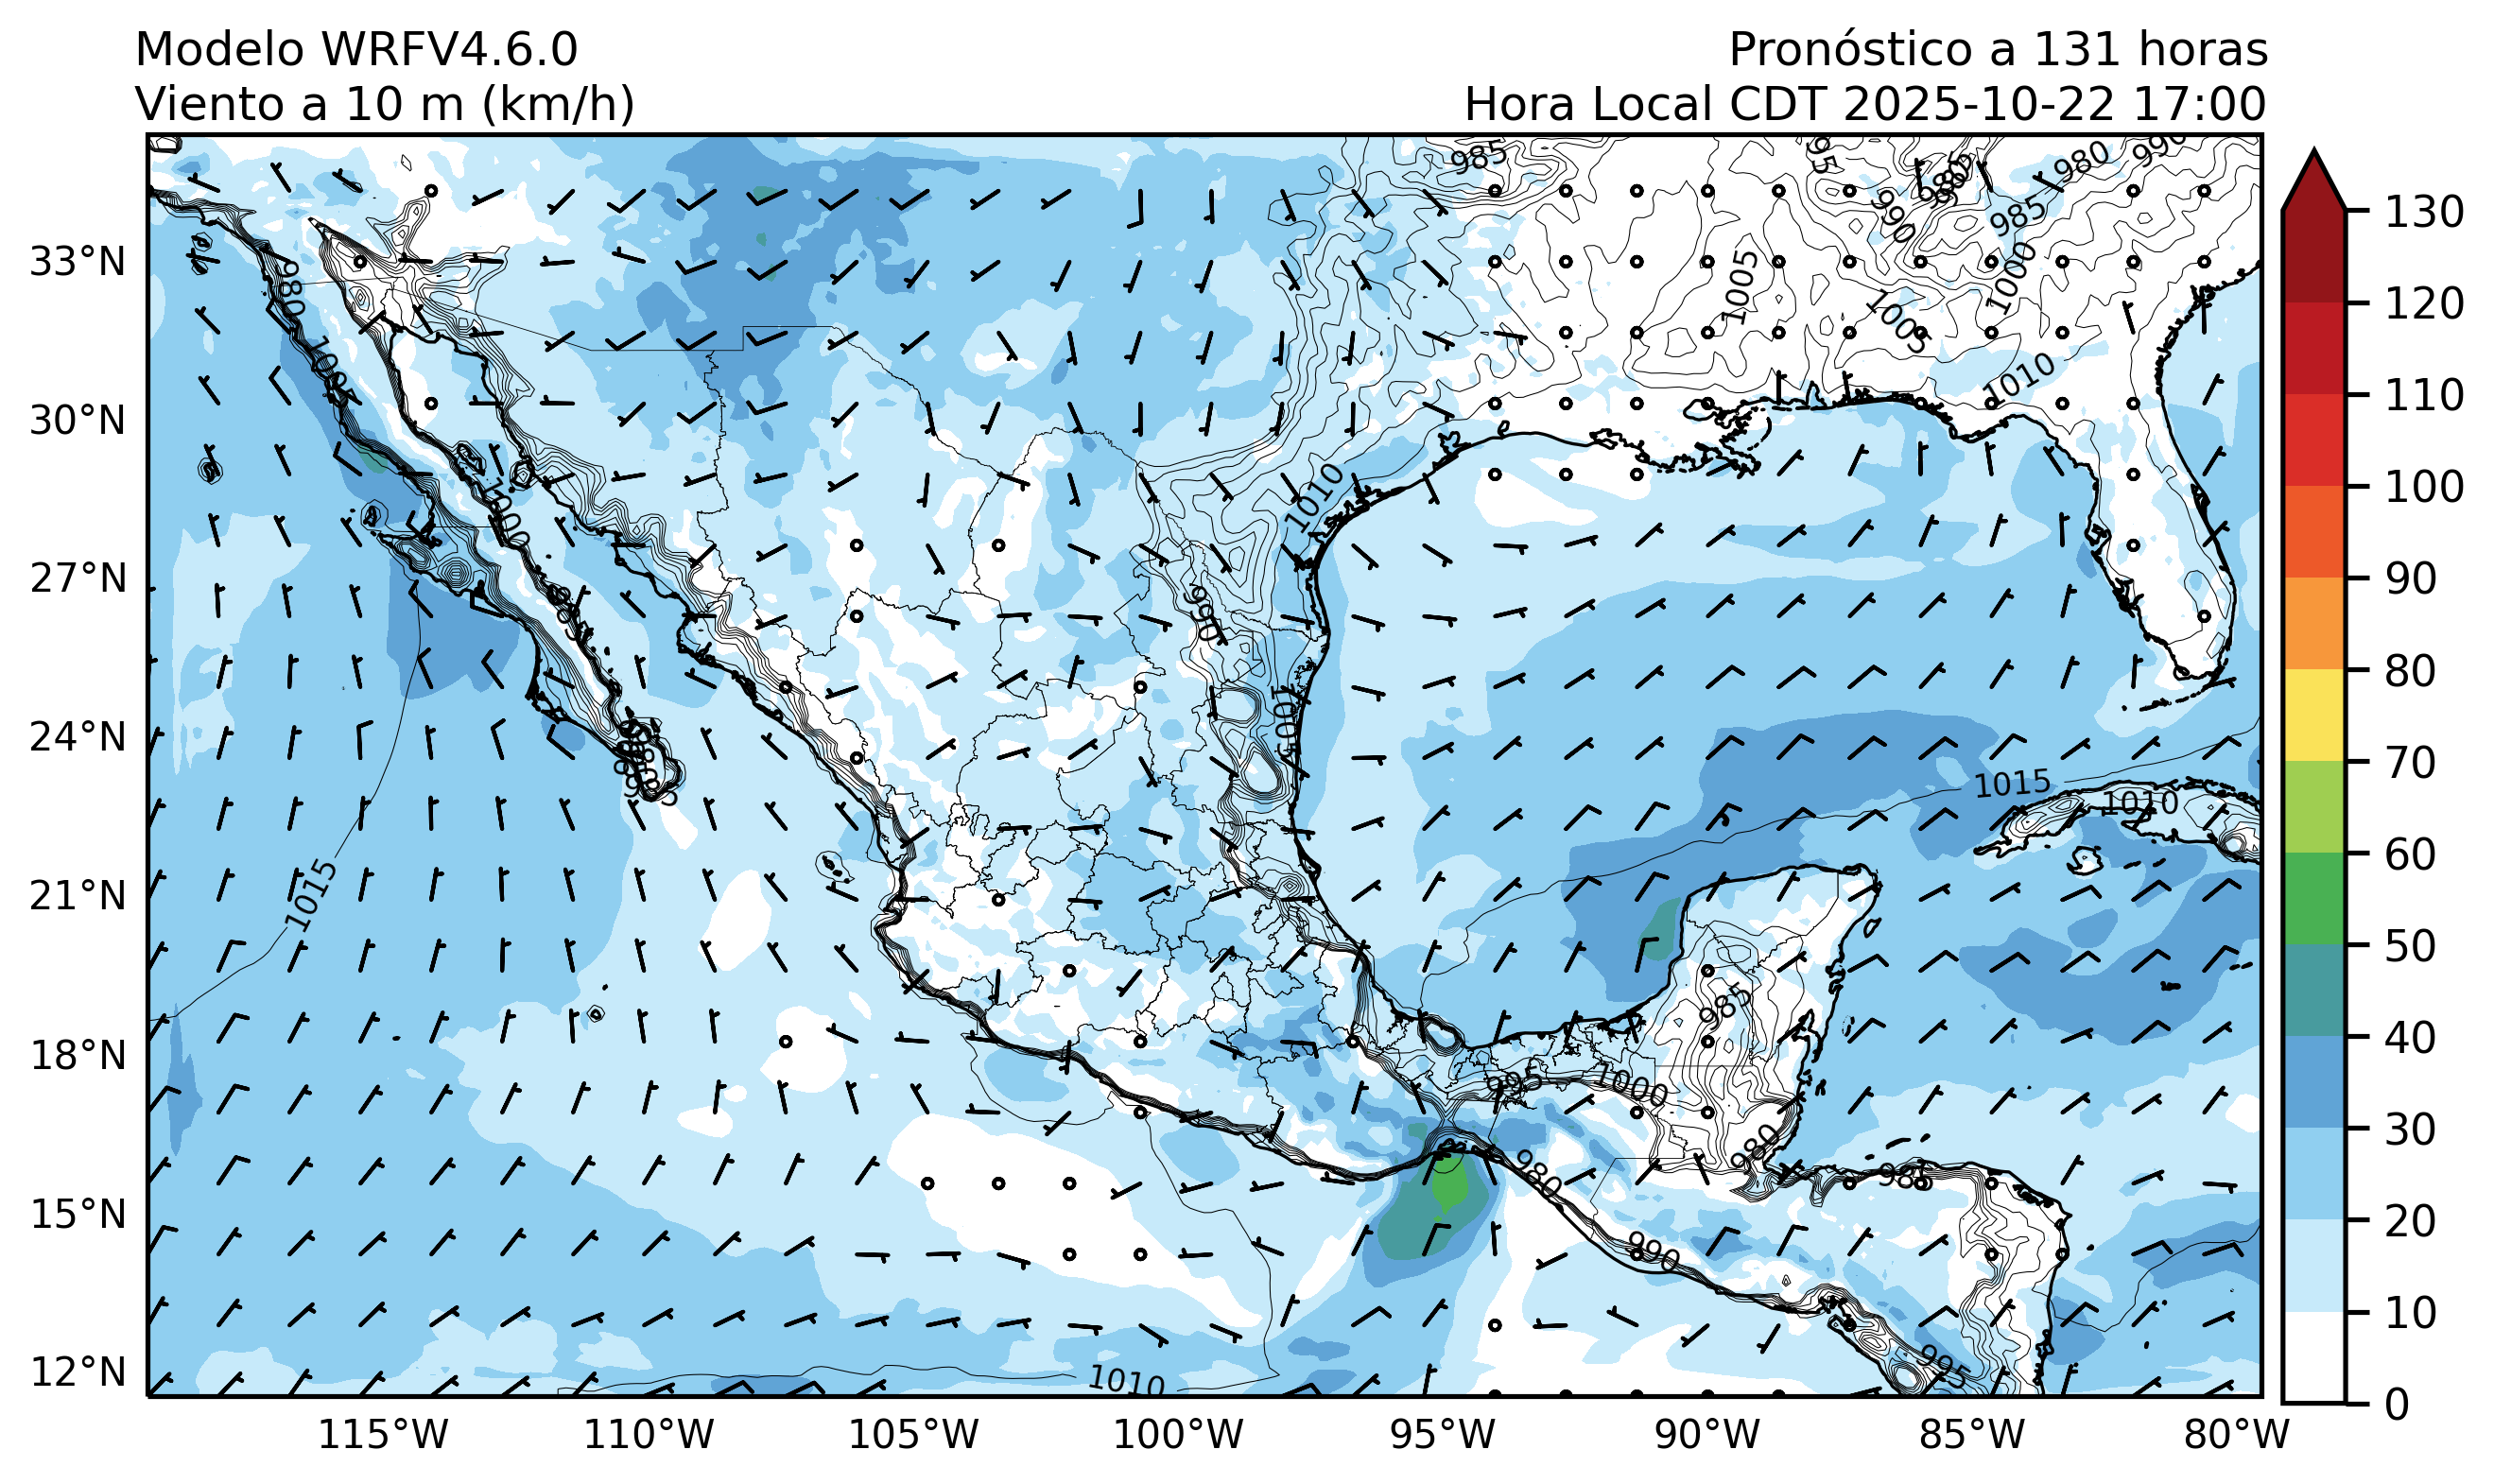 Modelo WRFV4.6.0
Viento a 10 m (km/h)
Pronóstico a 131 horas
Hora Local CDT 2025-10-22 17:00
33°N
30°N
27°N
24°N
21°N
18°N
15°N
12°N
115°W
110°W
105°W
100°W
95°W
90°W
85°W
80°W
130
120
110
100
90
80
70
60
50
40
30
20
10
0
985
980
990
985
990
1005
1000
1005
1010
980
1010
1000
990
1005
1015
1010
1015
985
995
1000
980
980
985
990
995
1010